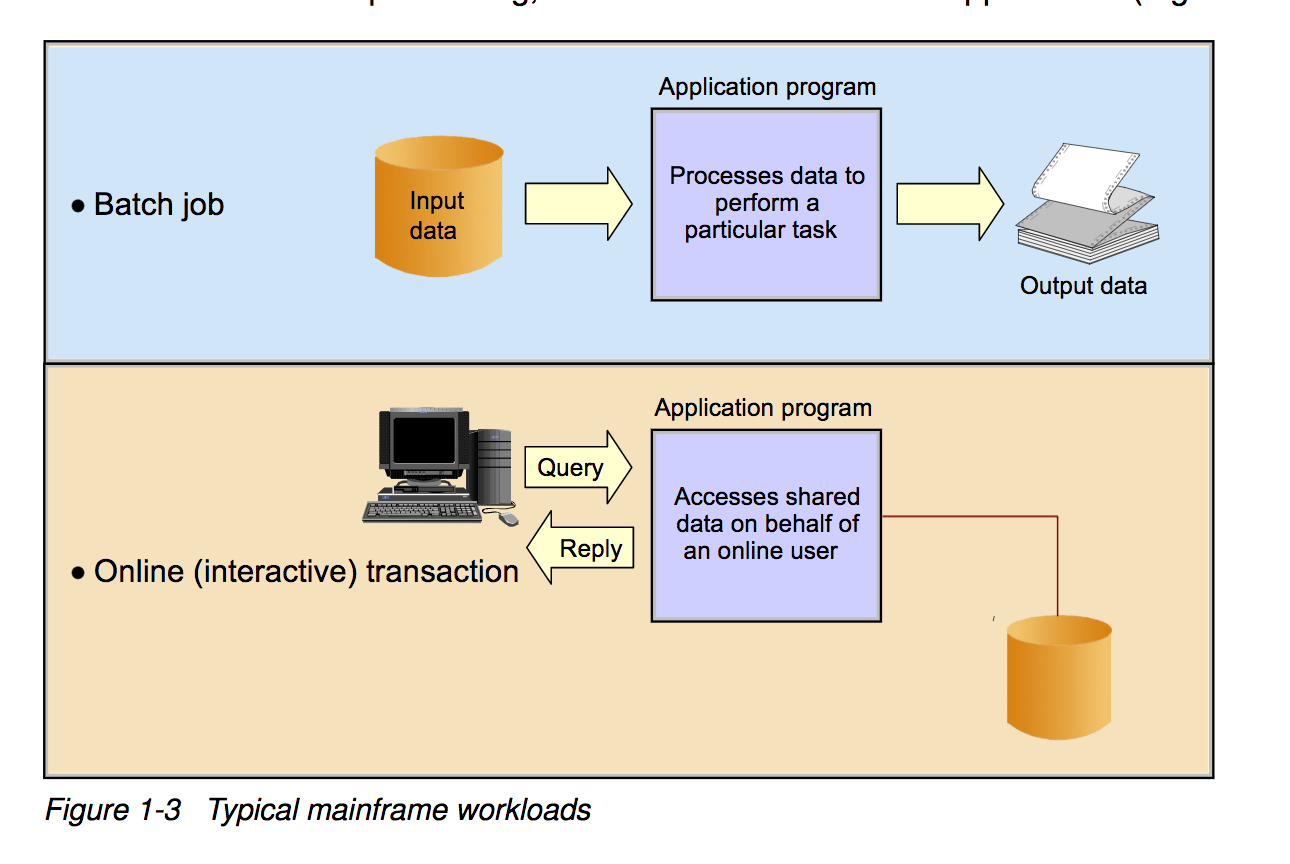 Application program
● Batch job
Input
data
Processes data to
perform a
particular task
Output data
Application program
Query
Reply
Accesses shared
data on behalf of
an online user
● Online (interactive) transaction
Figure 1-3 Typical mainframe workloads